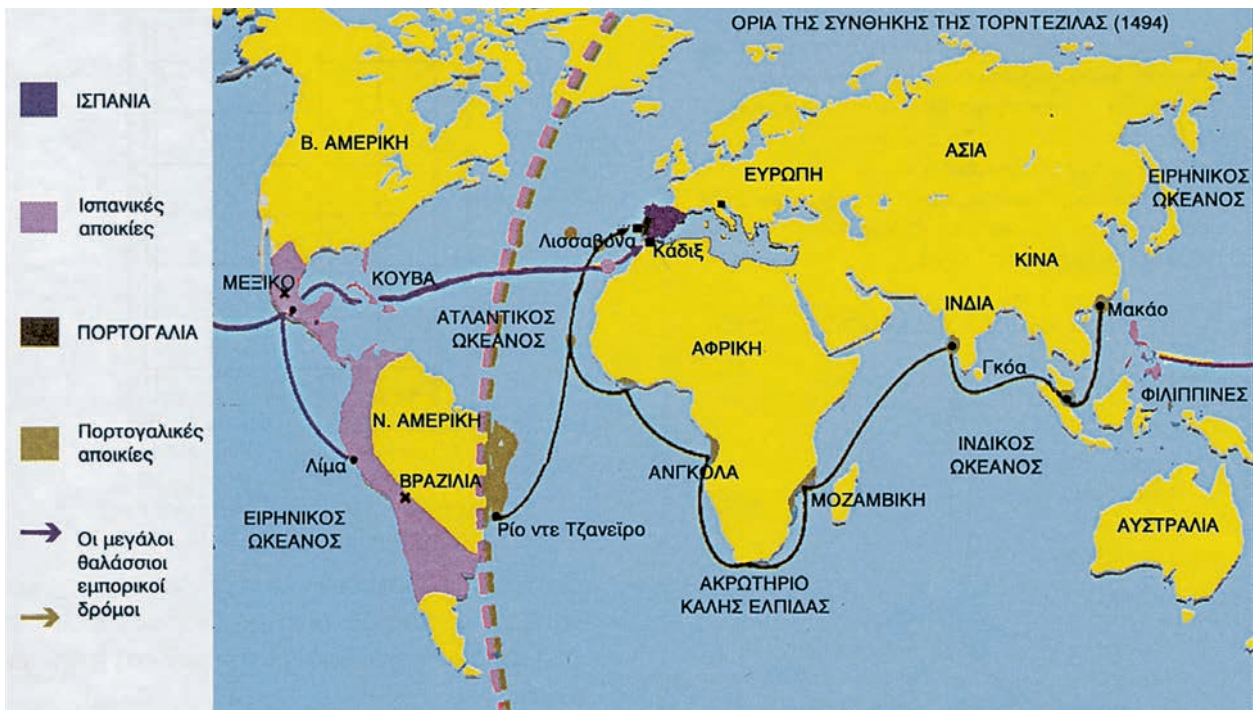 ΟΡΙΑ ΤΗΣ ΣΥΝΘΗΚΗΣ ΤΗΣ ΤΟΡΝΤΕΖΙΛΑΣ (1494)
ΙΣΠΑΝΙΑ
Ισπανικές
αποικίες
ΠΟΡΤΟΓΑΛΙΑ
Πορτογαλικές
αποικίες
Οι μεγάλοι
θαλάσσιοι
εμπορικοί
δρόμοι
Β. ΑΜΕΡΙΚΗ
ΑΣΙΑ
ΕΥΡΩΠΗ
ΕΙΡΗΝΙΚΟΣ
ΩΚΕΑΝΟΣ
Λισσαβόνα
Κάδιξ
ΜΕΞΙΚΟ
ΚΟΥΒΑ
ΚΙΝΑ
ΙΝΔΙΑ
Μακάο
ΑΤΛΑΝΤΙΚΟΣ
ΩΚΕΑΝΟΣ
ΑΦΡΙΚΗ
Γκόα
ΦΙΛΙΠΠΙΝΕΣ
Ν. ΑΜΕΡΙΚΗ
Λίμα
ΒΡΑΖΙΛΙΑ
ΑΝΓΚΟΛΑ
ΙΝΔΙΚΟΣ
ΩΚΕΑΝΟΣ
ΜΟΖΑΜΒΙΚΗ
ΕΙΡΗΝΙΚΟΣ
ΩΚΕΑΝΟΣ
Ρίο ντε Τζανεϊρο
ΑΥΣΤΡΑΛΙΑ
ΑΚΡΩΤΗΡΙΟ
ΚΑΛΗΣ ΕΛΠΙΔΑΣ